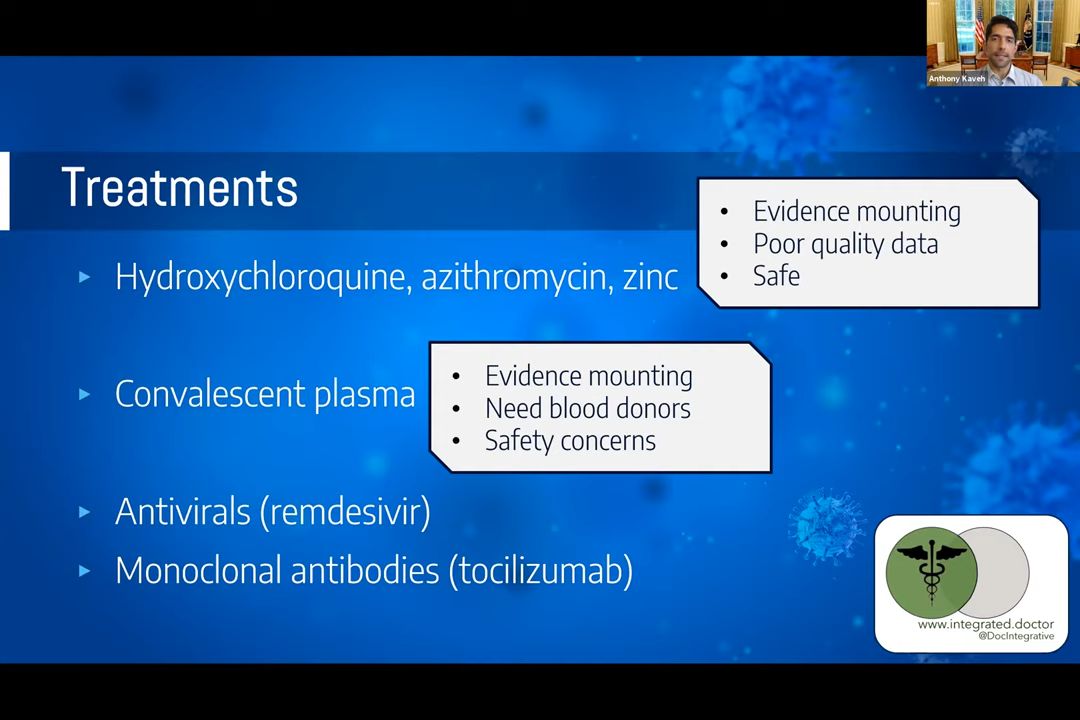 Anthony Kaveh
Treatments
Hydroxychloroquine, azithromycin, zinc
• Evidence mounting
• Poor quality data
• Safe
Convalescent plasma
• Evidence mounting
• Need blood donors
• Safety concerns
Antivirals (remdesivir)
Monoclonal antibodies (tocilizumab)
www.integrated.doctor
@DocIntegrative